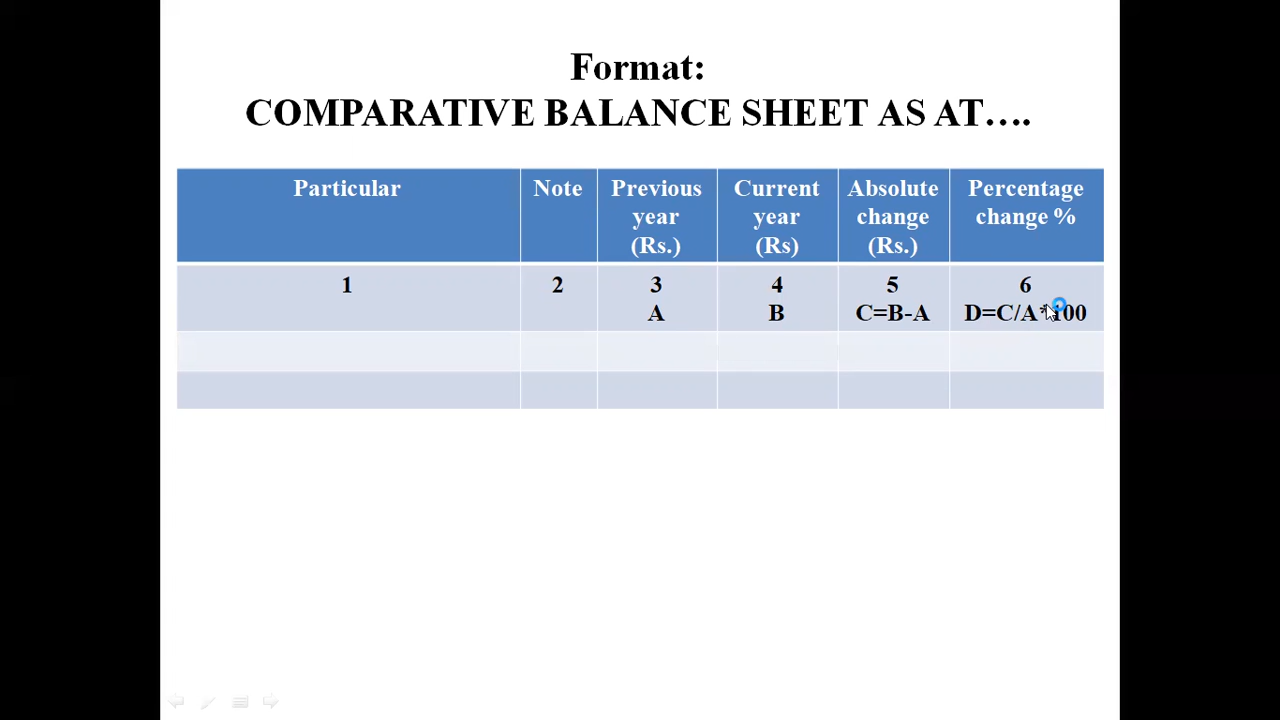 Format:
COMPARATIVE BALANCE SHEET AS AT….
Particular
Note
Previous
year
(Rs.)
Current
year
(Rs)
Absolute
change
(Rs.)
Percentage
change %
1
2
3
A
4
B
5
C=B-A
6
D=C/A*100